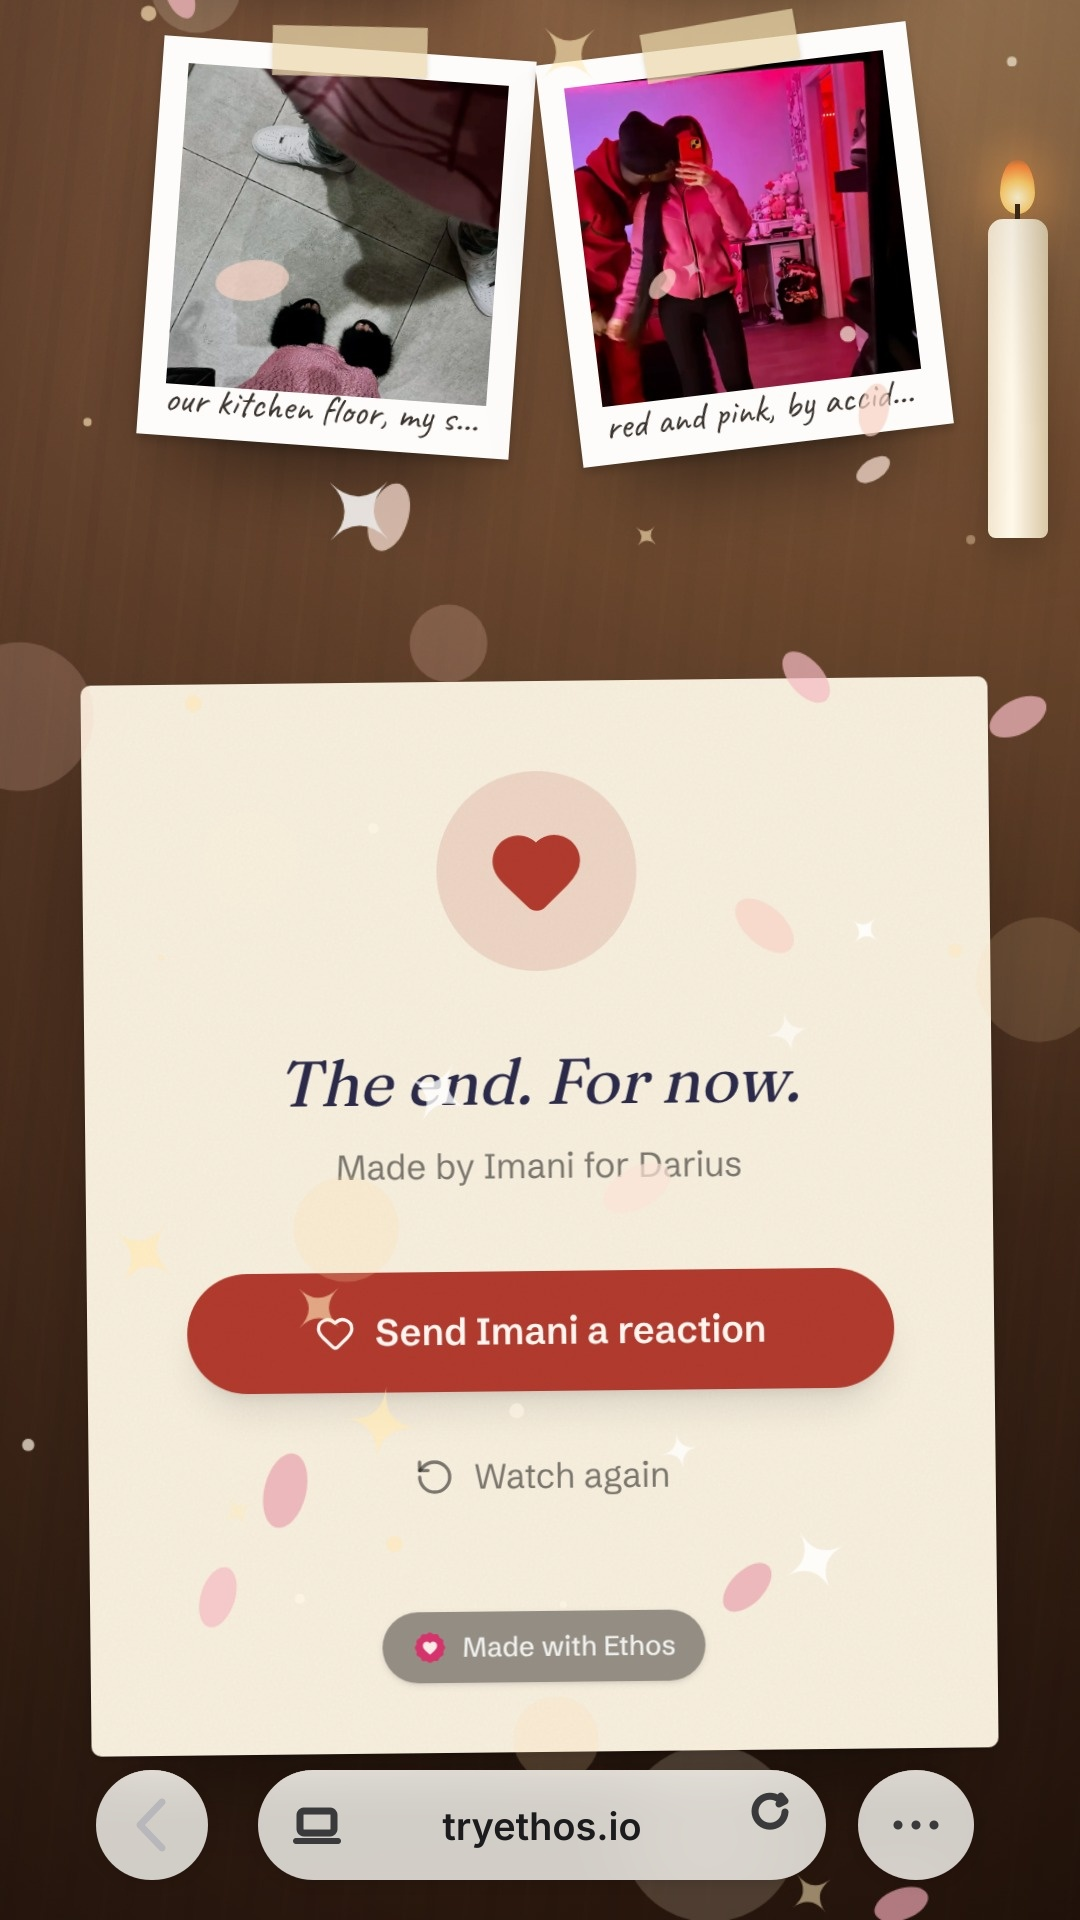 our kitchen floor, my s...
red and pink, by accid...
The end. For now.
Made by Imani for Darius
Send Imani a reaction
Watch again
Made with Ethos
tryethos.io